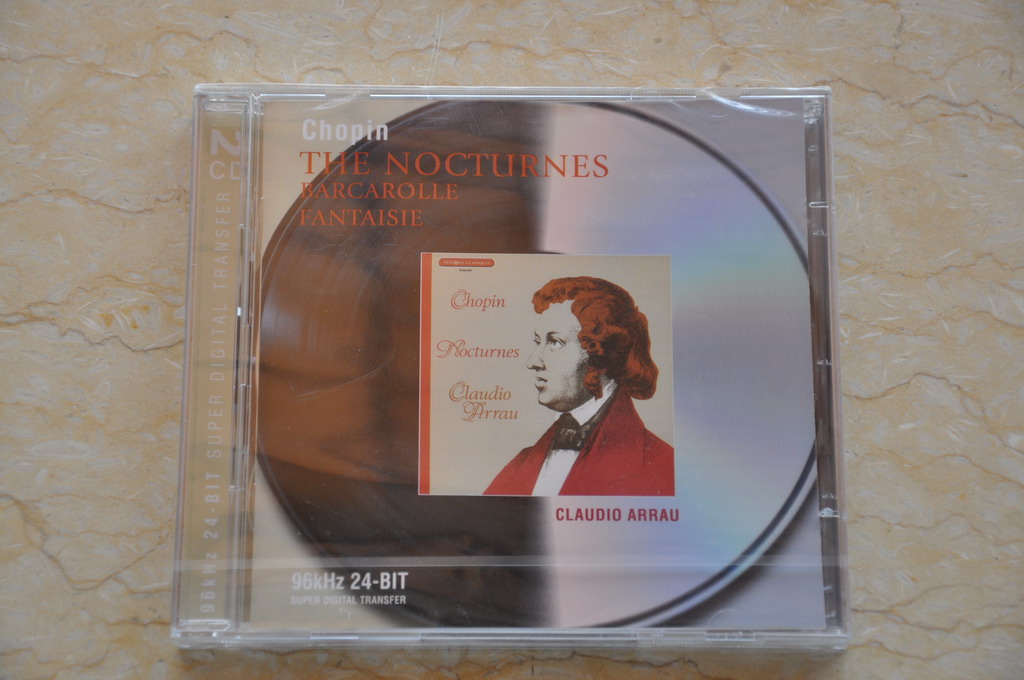 Chopin
THE NOCTURNES
BARCAROLLE
FANTAISIE
2 CD
96kHz 24-BIT SUPER DIGITAL TRANSFER
Chopin
Nocturnes
Claudio
Arrau
CLAUDIO ARRAU
96kHz 24-BIT
SUPER DIGITAL TRANSFER